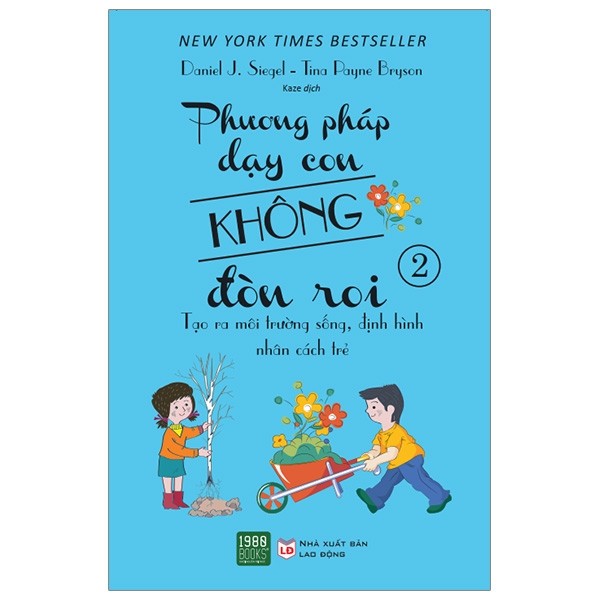 NEW YORK TIMES BESTSELLER
Daniel J. Siegel - Tina Payne Bryson
Kaze dịch
Phương pháp
dạy con
KHÔNG
đòn roi
2
Tạo ra môi trường sống, định hình
nhân cách trẻ
1980
BOOKS
LĐ
NHÀ XUẤT BẢN
LAO ĐỘNG